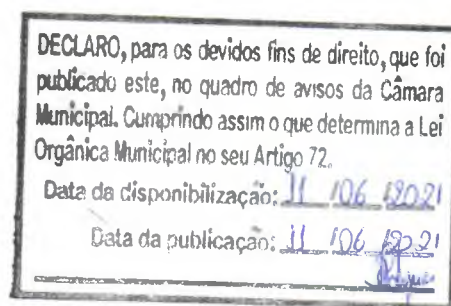 DECLARO, para os devidos fins de direito, que foi
publicado este, no quadro de avisos da Câmara
Municipal. Cumprindo assim o que determina a Lei
Orgânica Municipal no seu Artigo 72.
Data da disponibilização: 11 /06 /2021
Data da publicação: 11 /06 /2021